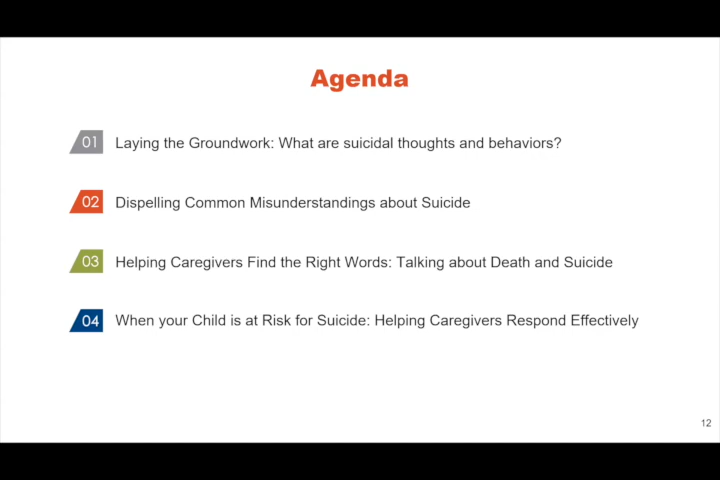 Agenda
01 Laying the Groundwork: What are suicidal thoughts and behaviors?
02 Dispelling Common Misunderstandings about Suicide
03 Helping Caregivers Find the Right Words: Talking about Death and Suicide
04 When your Child is at Risk for Suicide: Helping Caregivers Respond Effectively
12